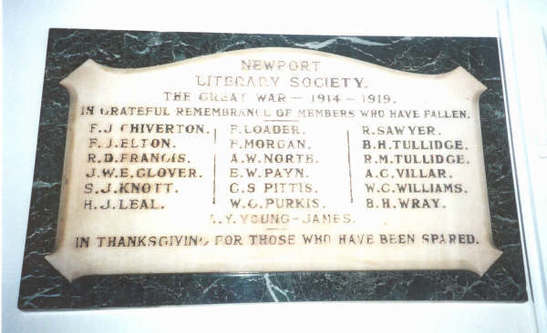 NEWPORT
LITERARY SOCIETY.
THE GREAT WAR — 1914 — 1919.
IN GRATEFUL REMEMBRANCE OF MEMBERS WHO HAVE FALLEN.
F. J. CHIVERTON.
F. J. ELTON.
R. D. FRANCIS.
J. W. E. GLOVER.
S. J. KNOTT.
H. J. LEAL.
F. LOADER.
F. MORGAN.
A. W. NORTH.
E. W. PAYN.
C. S PITTIS.
W. G. PURKIS.
R. SAWYER.
B. H. TULLIDGE.
R. M. TULLIDGE.
A. C. VILLAR.
W. G. WILLIAMS.
B. H. WRAY.
YOUNG-JAMES.
IN THANKSGIVING FOR THOSE WHO HAVE BEEN SPARED.